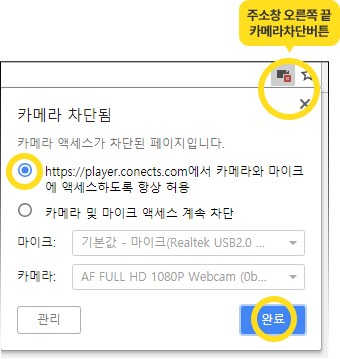 주소창 오른쪽 끝
카메라차단버튼
카메라 차단됨
카메라 액세스가 차단된 페이지입니다.
https://player.conects.com에서 카메라와 마이크
에 액세스하도록 항상 허용
카메라 및 마이크 액세스 계속 차단
마이크: 기본값 - 마이크(Realtek USB2.0 ...
카메라: AF FULL HD 1080P Webcam (0b...
관리 완료